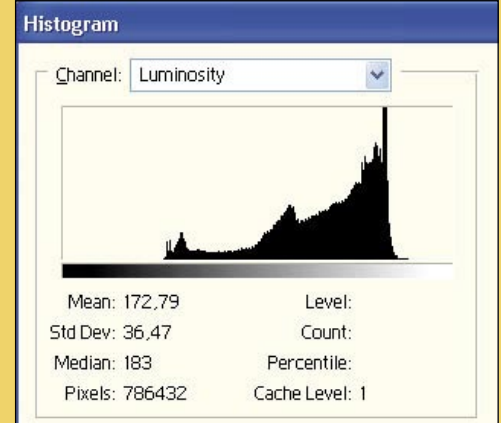 Histogram
Channel: Luminosity
Mean: 172,79 Level:
Std Dev: 36,47 Count:
Median: 183 Percentile:
Pixels: 786432 Cache Level: 1